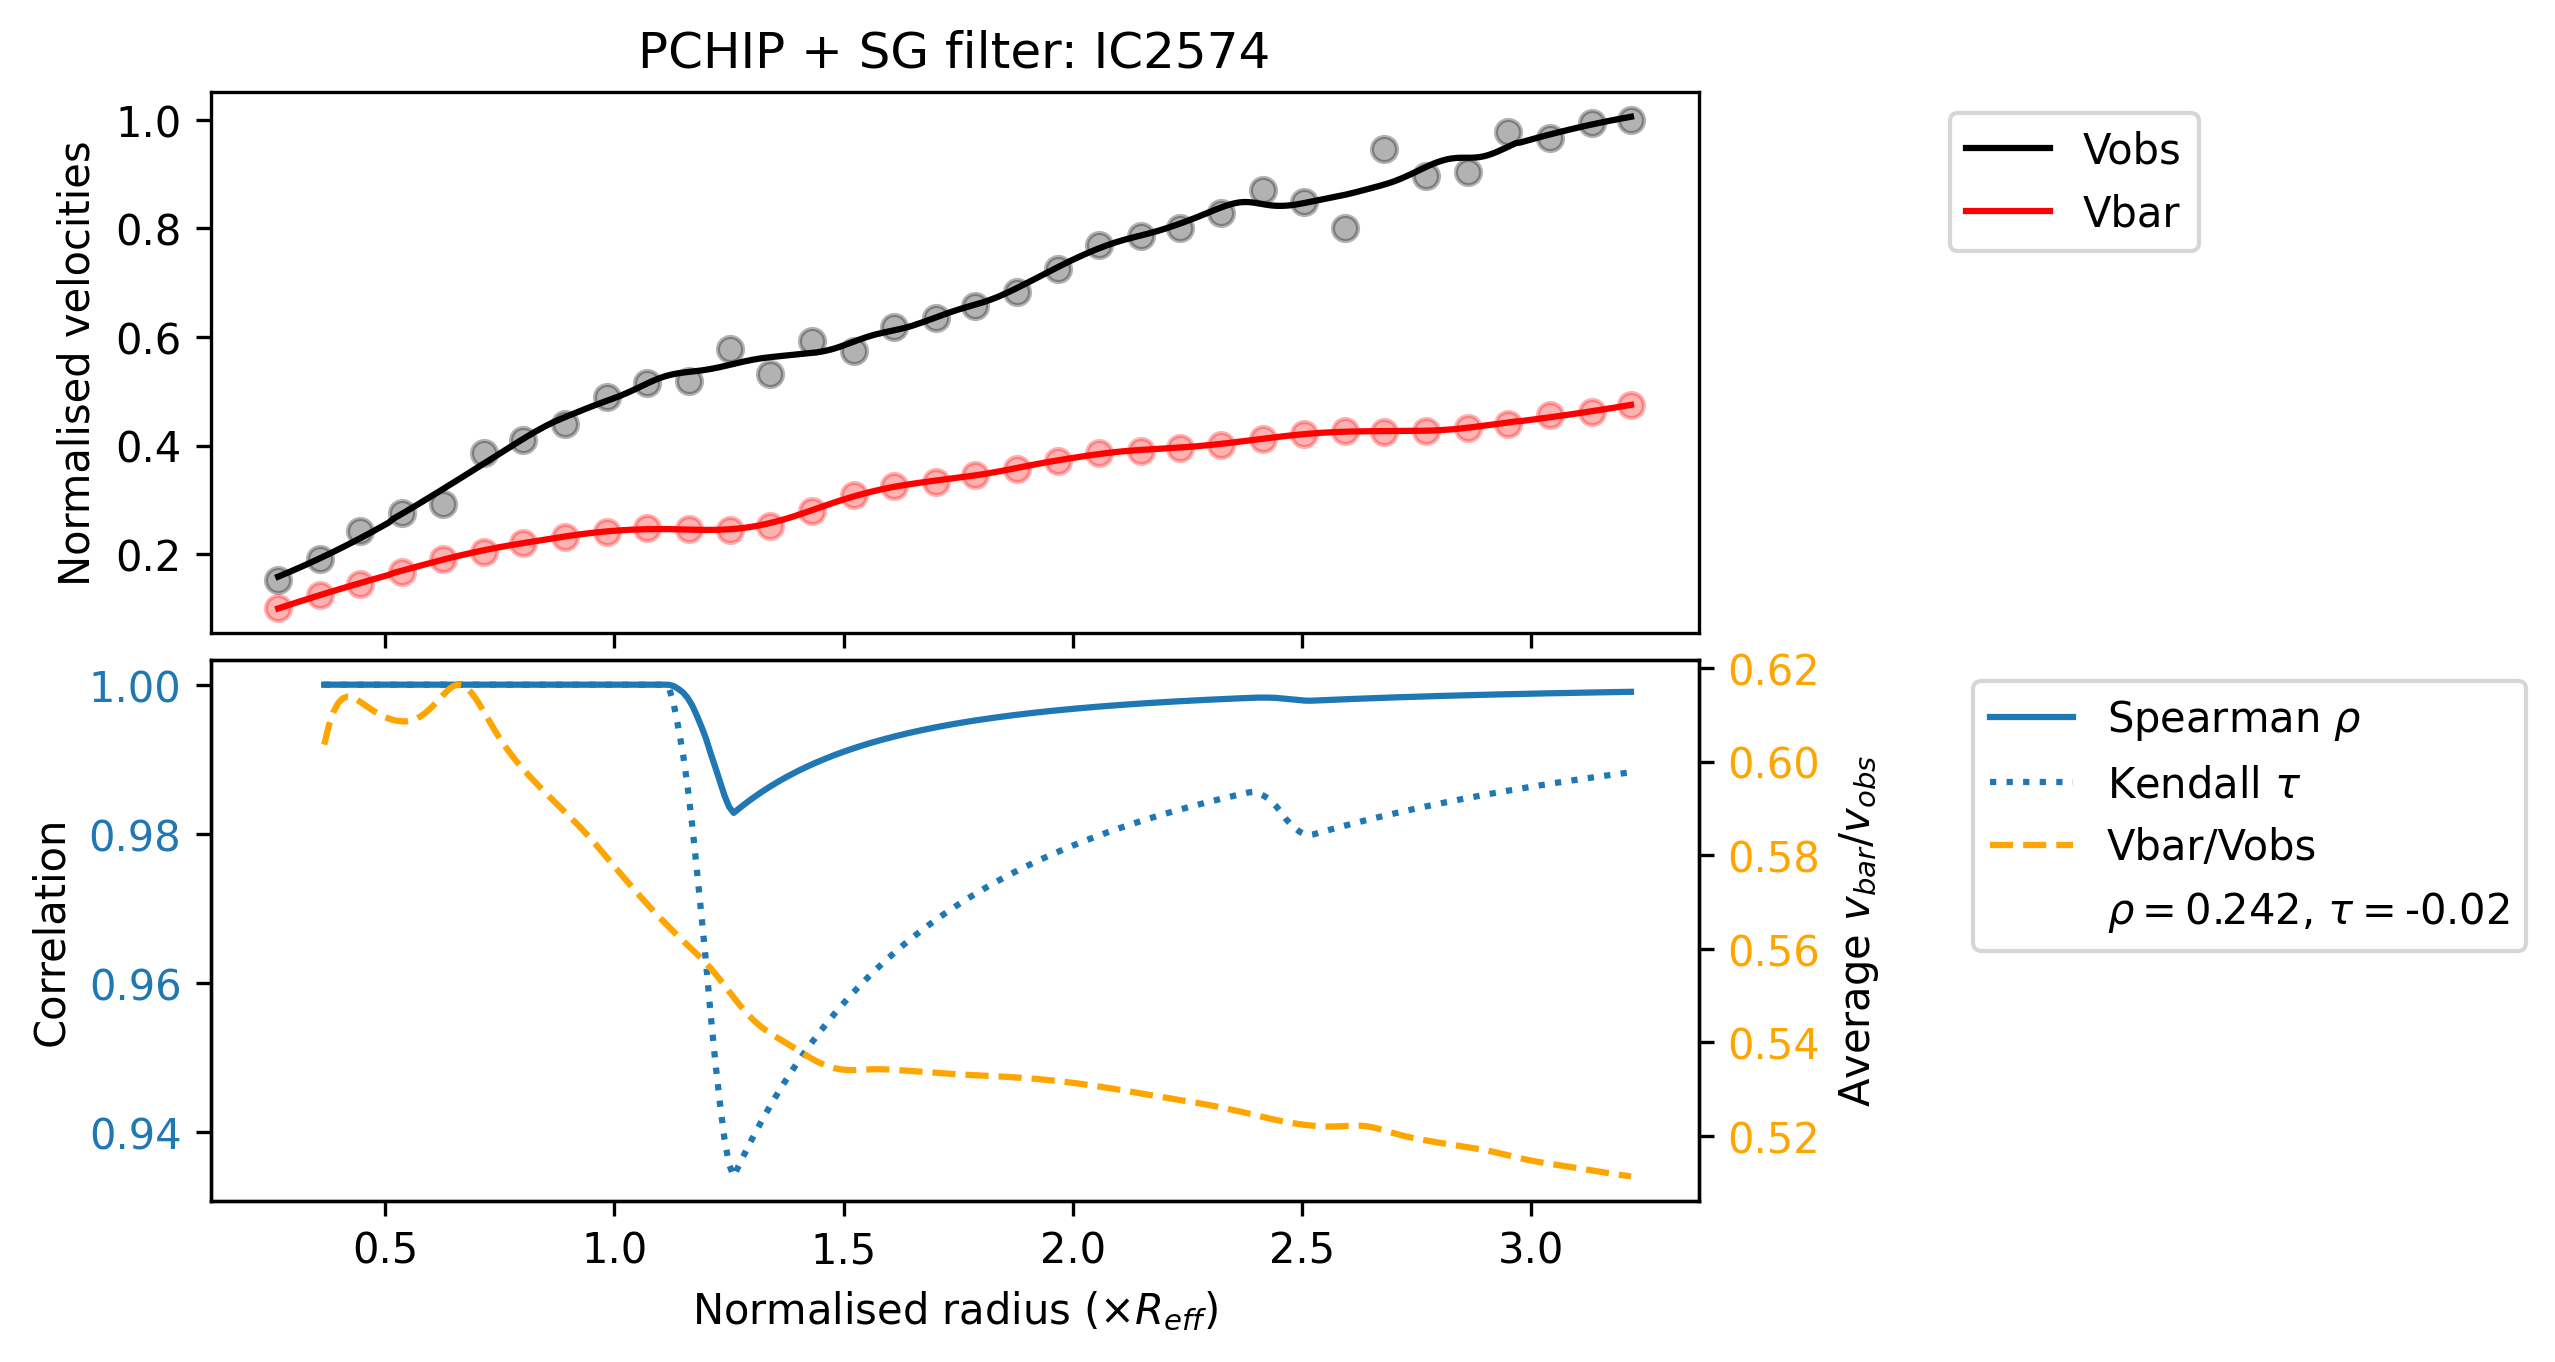 PCHIP + SG filter: IC2574
Normalised velocities
1.0
0.8
0.6
0.4
0.2
Vobs
Vbar
Correlation
1.00
0.98
0.96
0.94
0.62
0.60
0.58
0.56
0.54
0.52
Average v_bar/v_obs
Spearman ρ
Kendall τ
Vbar/Vobs
ρ = 0.242, τ = -0.02
0.5 1.0 1.5 2.0 2.5 3.0
Normalised radius (×R_eff)